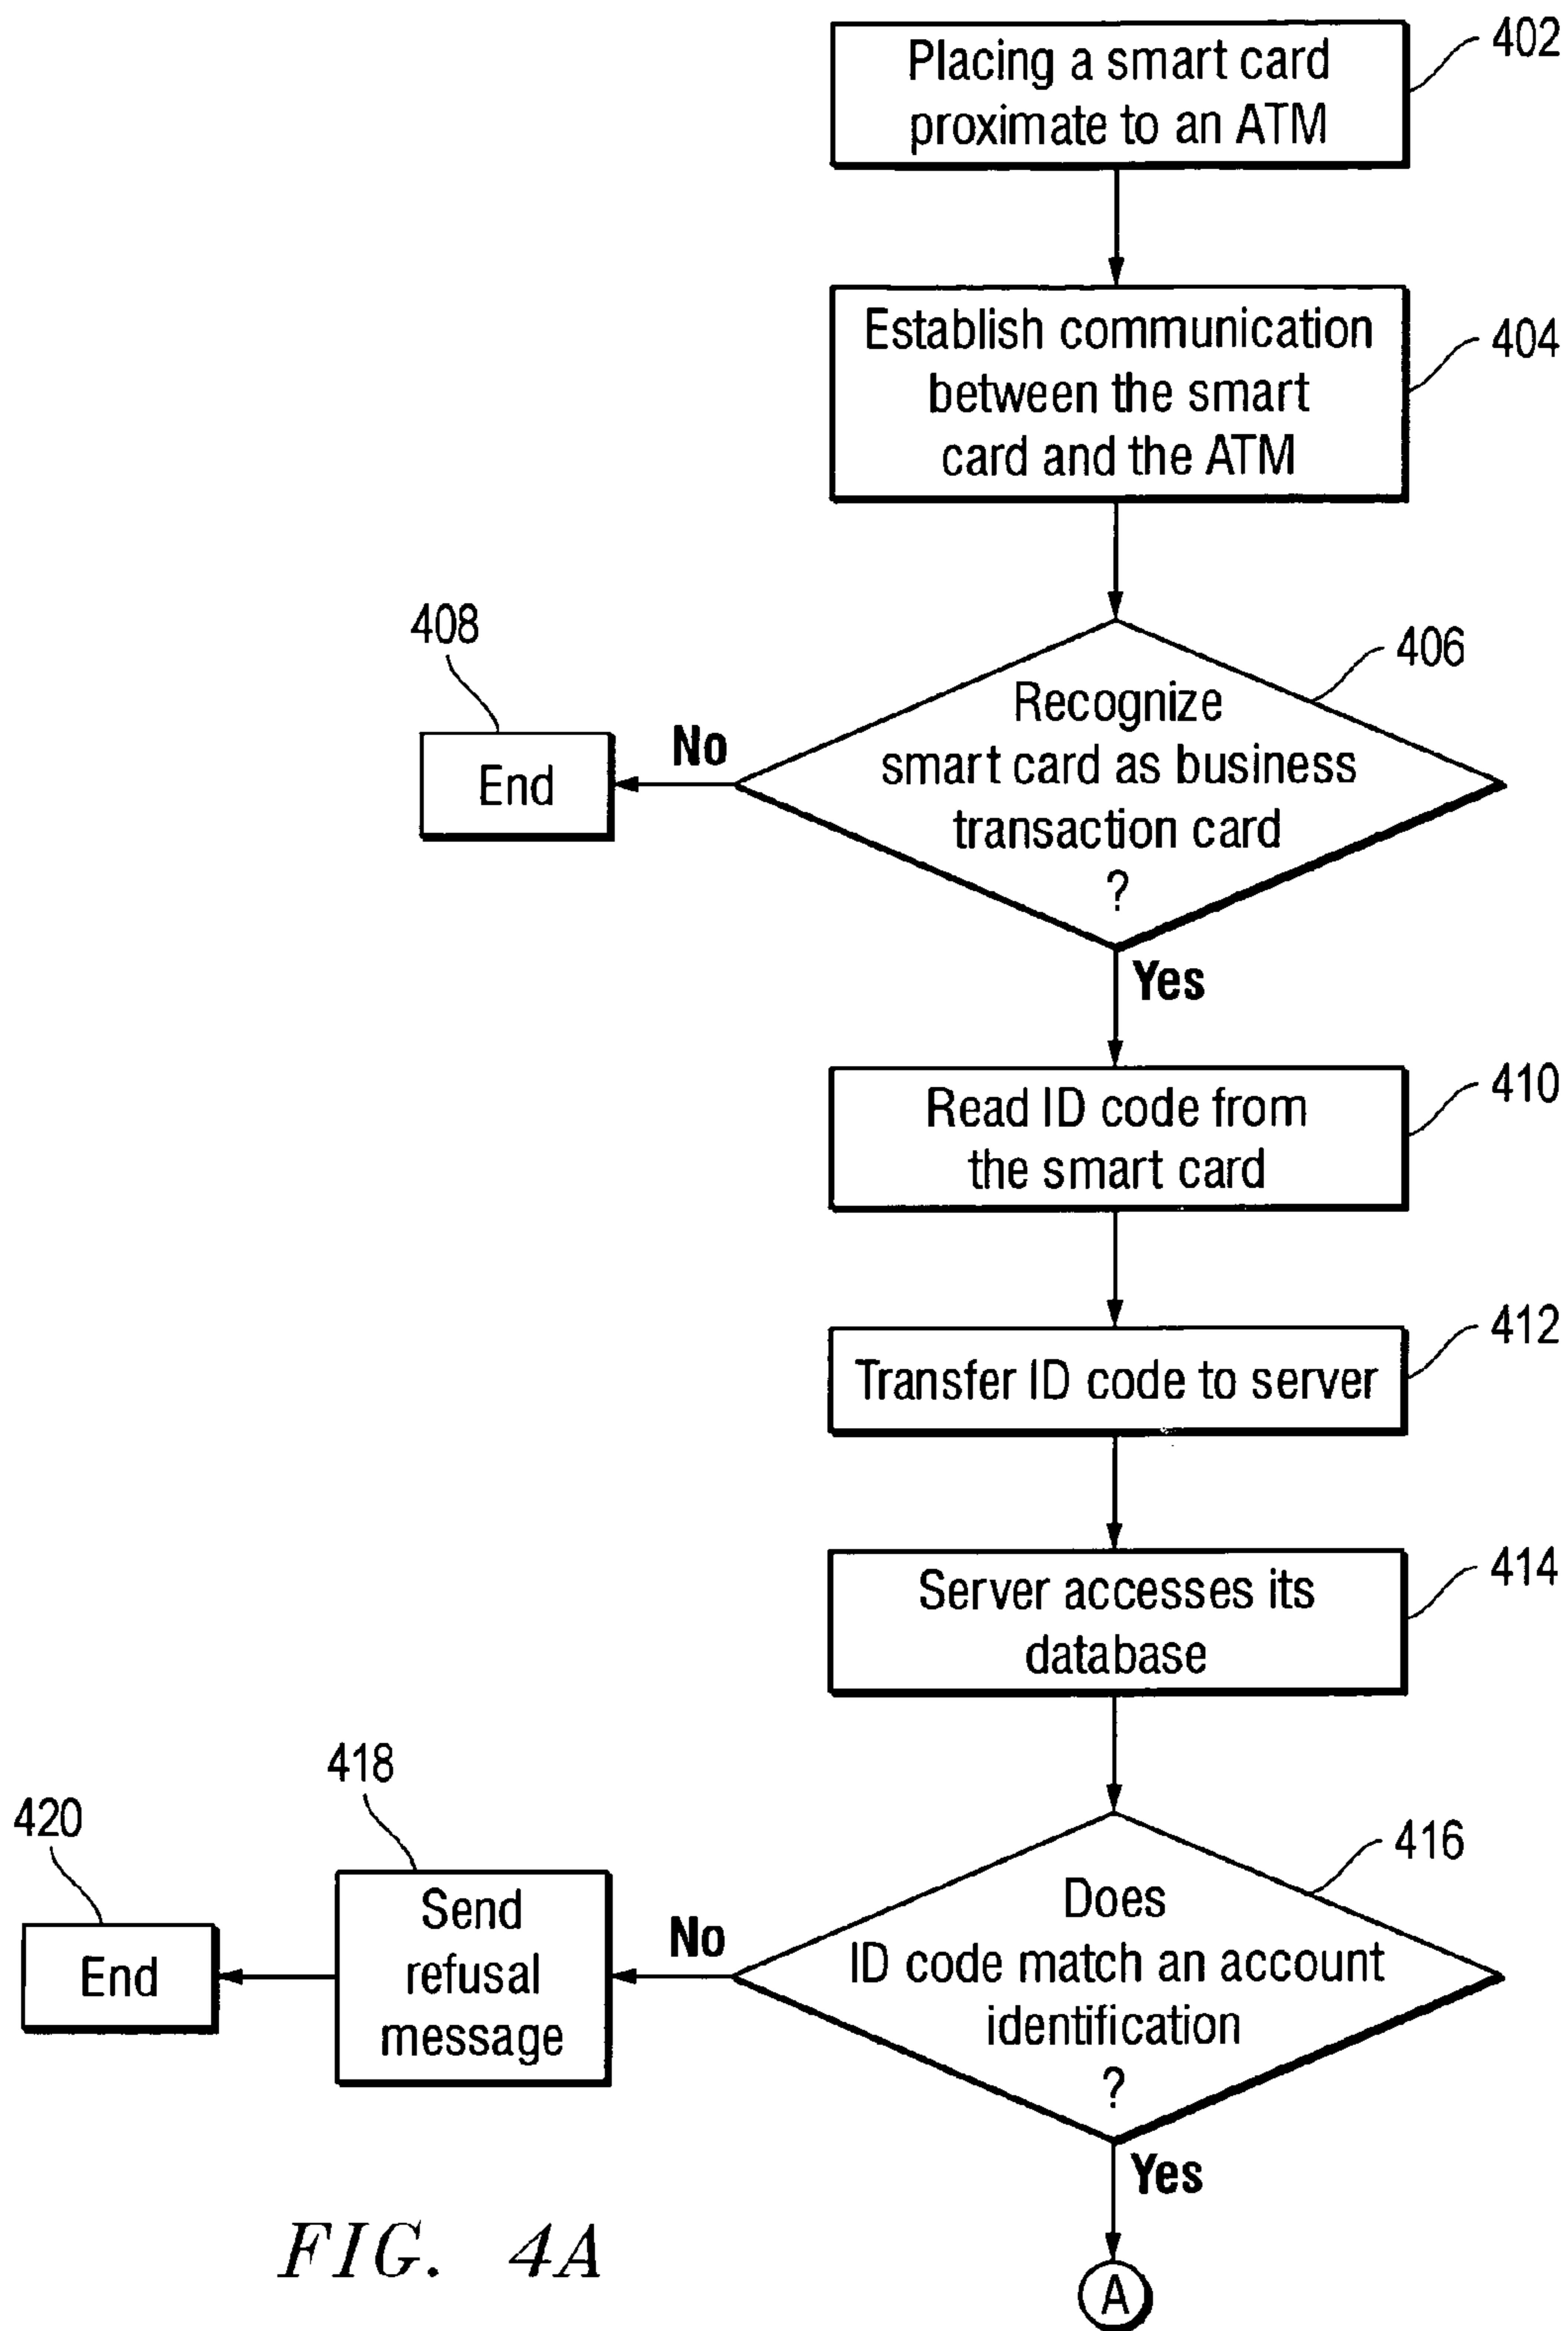 Placing a smart card
proximate to an ATM
402
Establish communication
between the smart
card and the ATM
404
Recognize
smart card as business
transaction card
?
406
No
408
End
Yes
Read ID code from
the smart card
410
Transfer ID code to server
412
Server accesses its
database
414
Does
ID code match an account
identification
?
416
No
418
Send
refusal
message
420
End
Yes
A
FIG. 4A